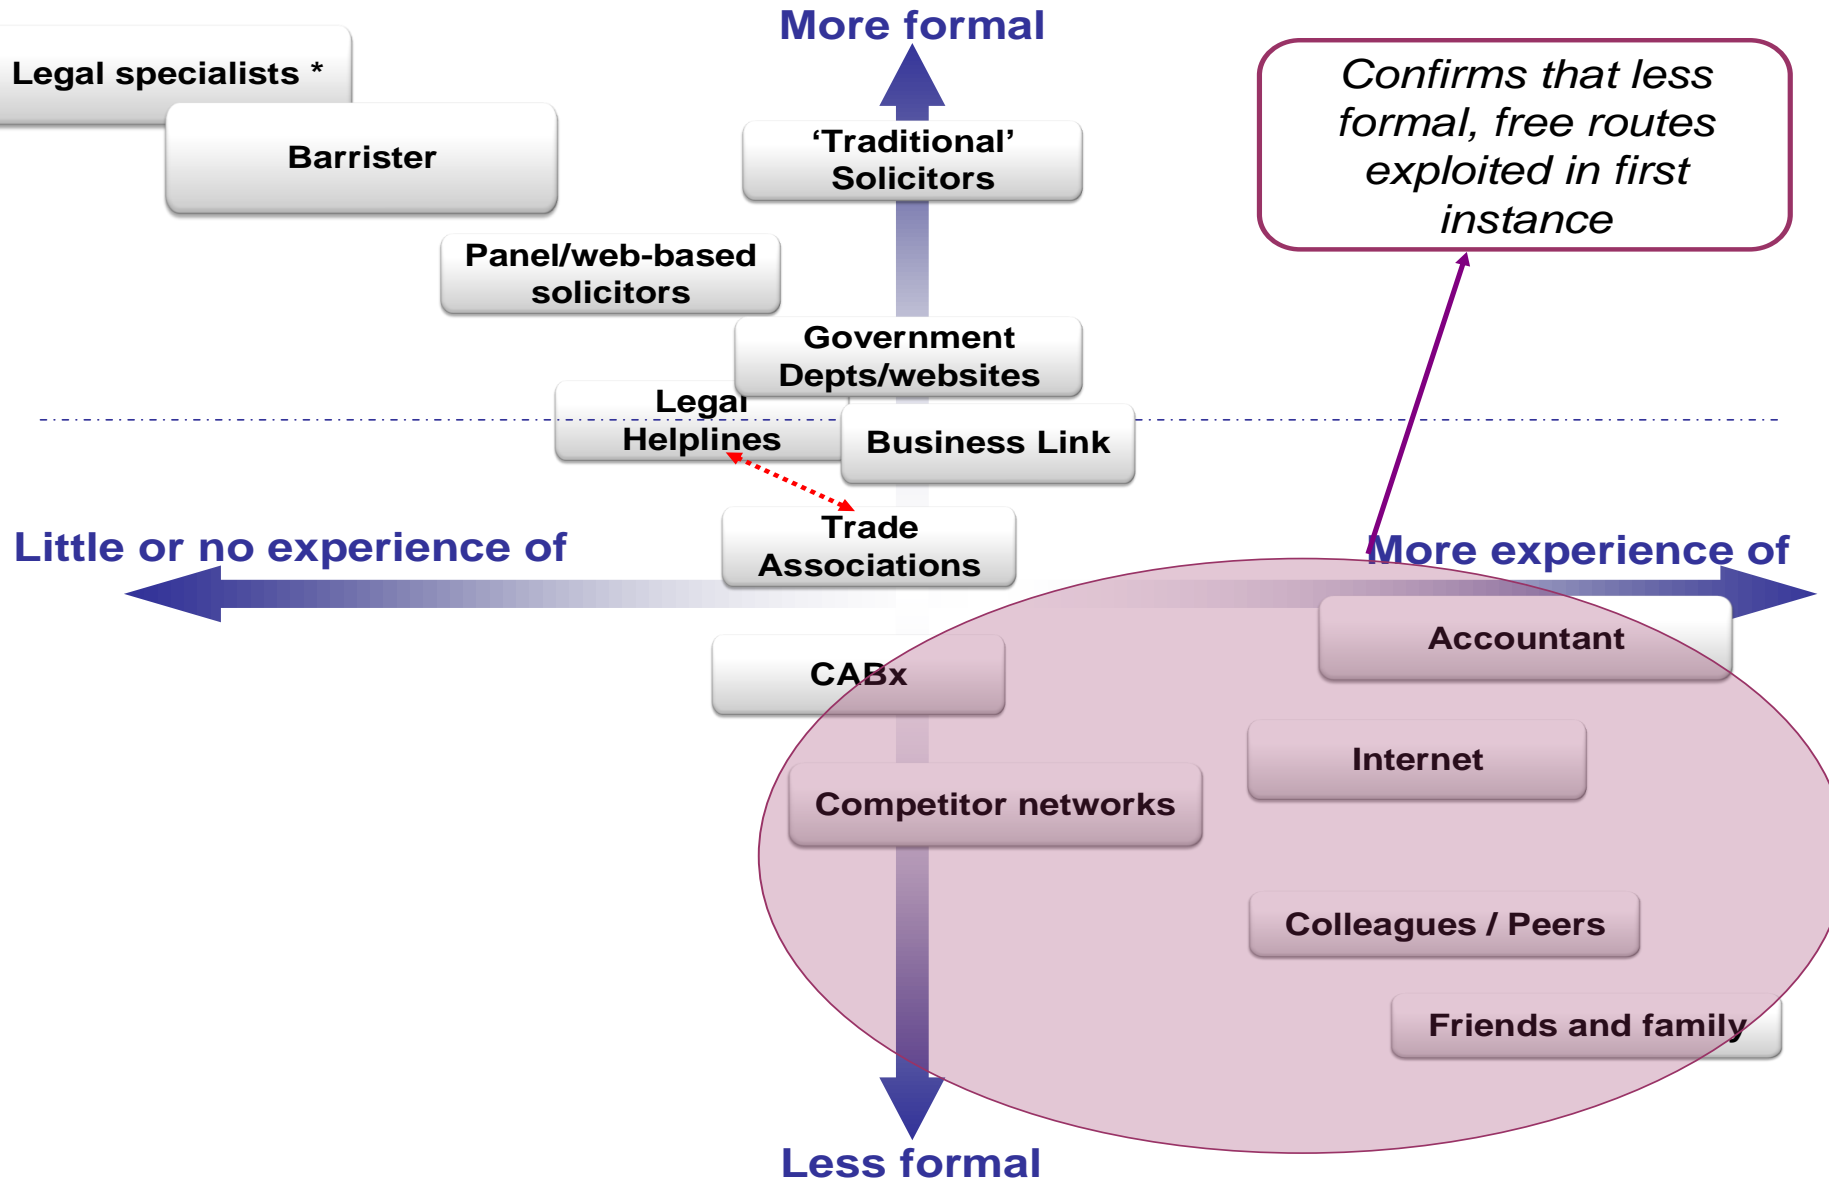 More formal
Legal specialists *
Barrister
‘Traditional’
Solicitors
Confirms that less
formal, free routes
exploited in first
instance
Panel/web-based
solicitors
Government
Depts/websites
Legal
Helplines
Business Link
Trade
Associations
Little or no experience of
More experience of
Accountant
CABx
Internet
Competitor networks
Colleagues / Peers
Friends and family
Less formal